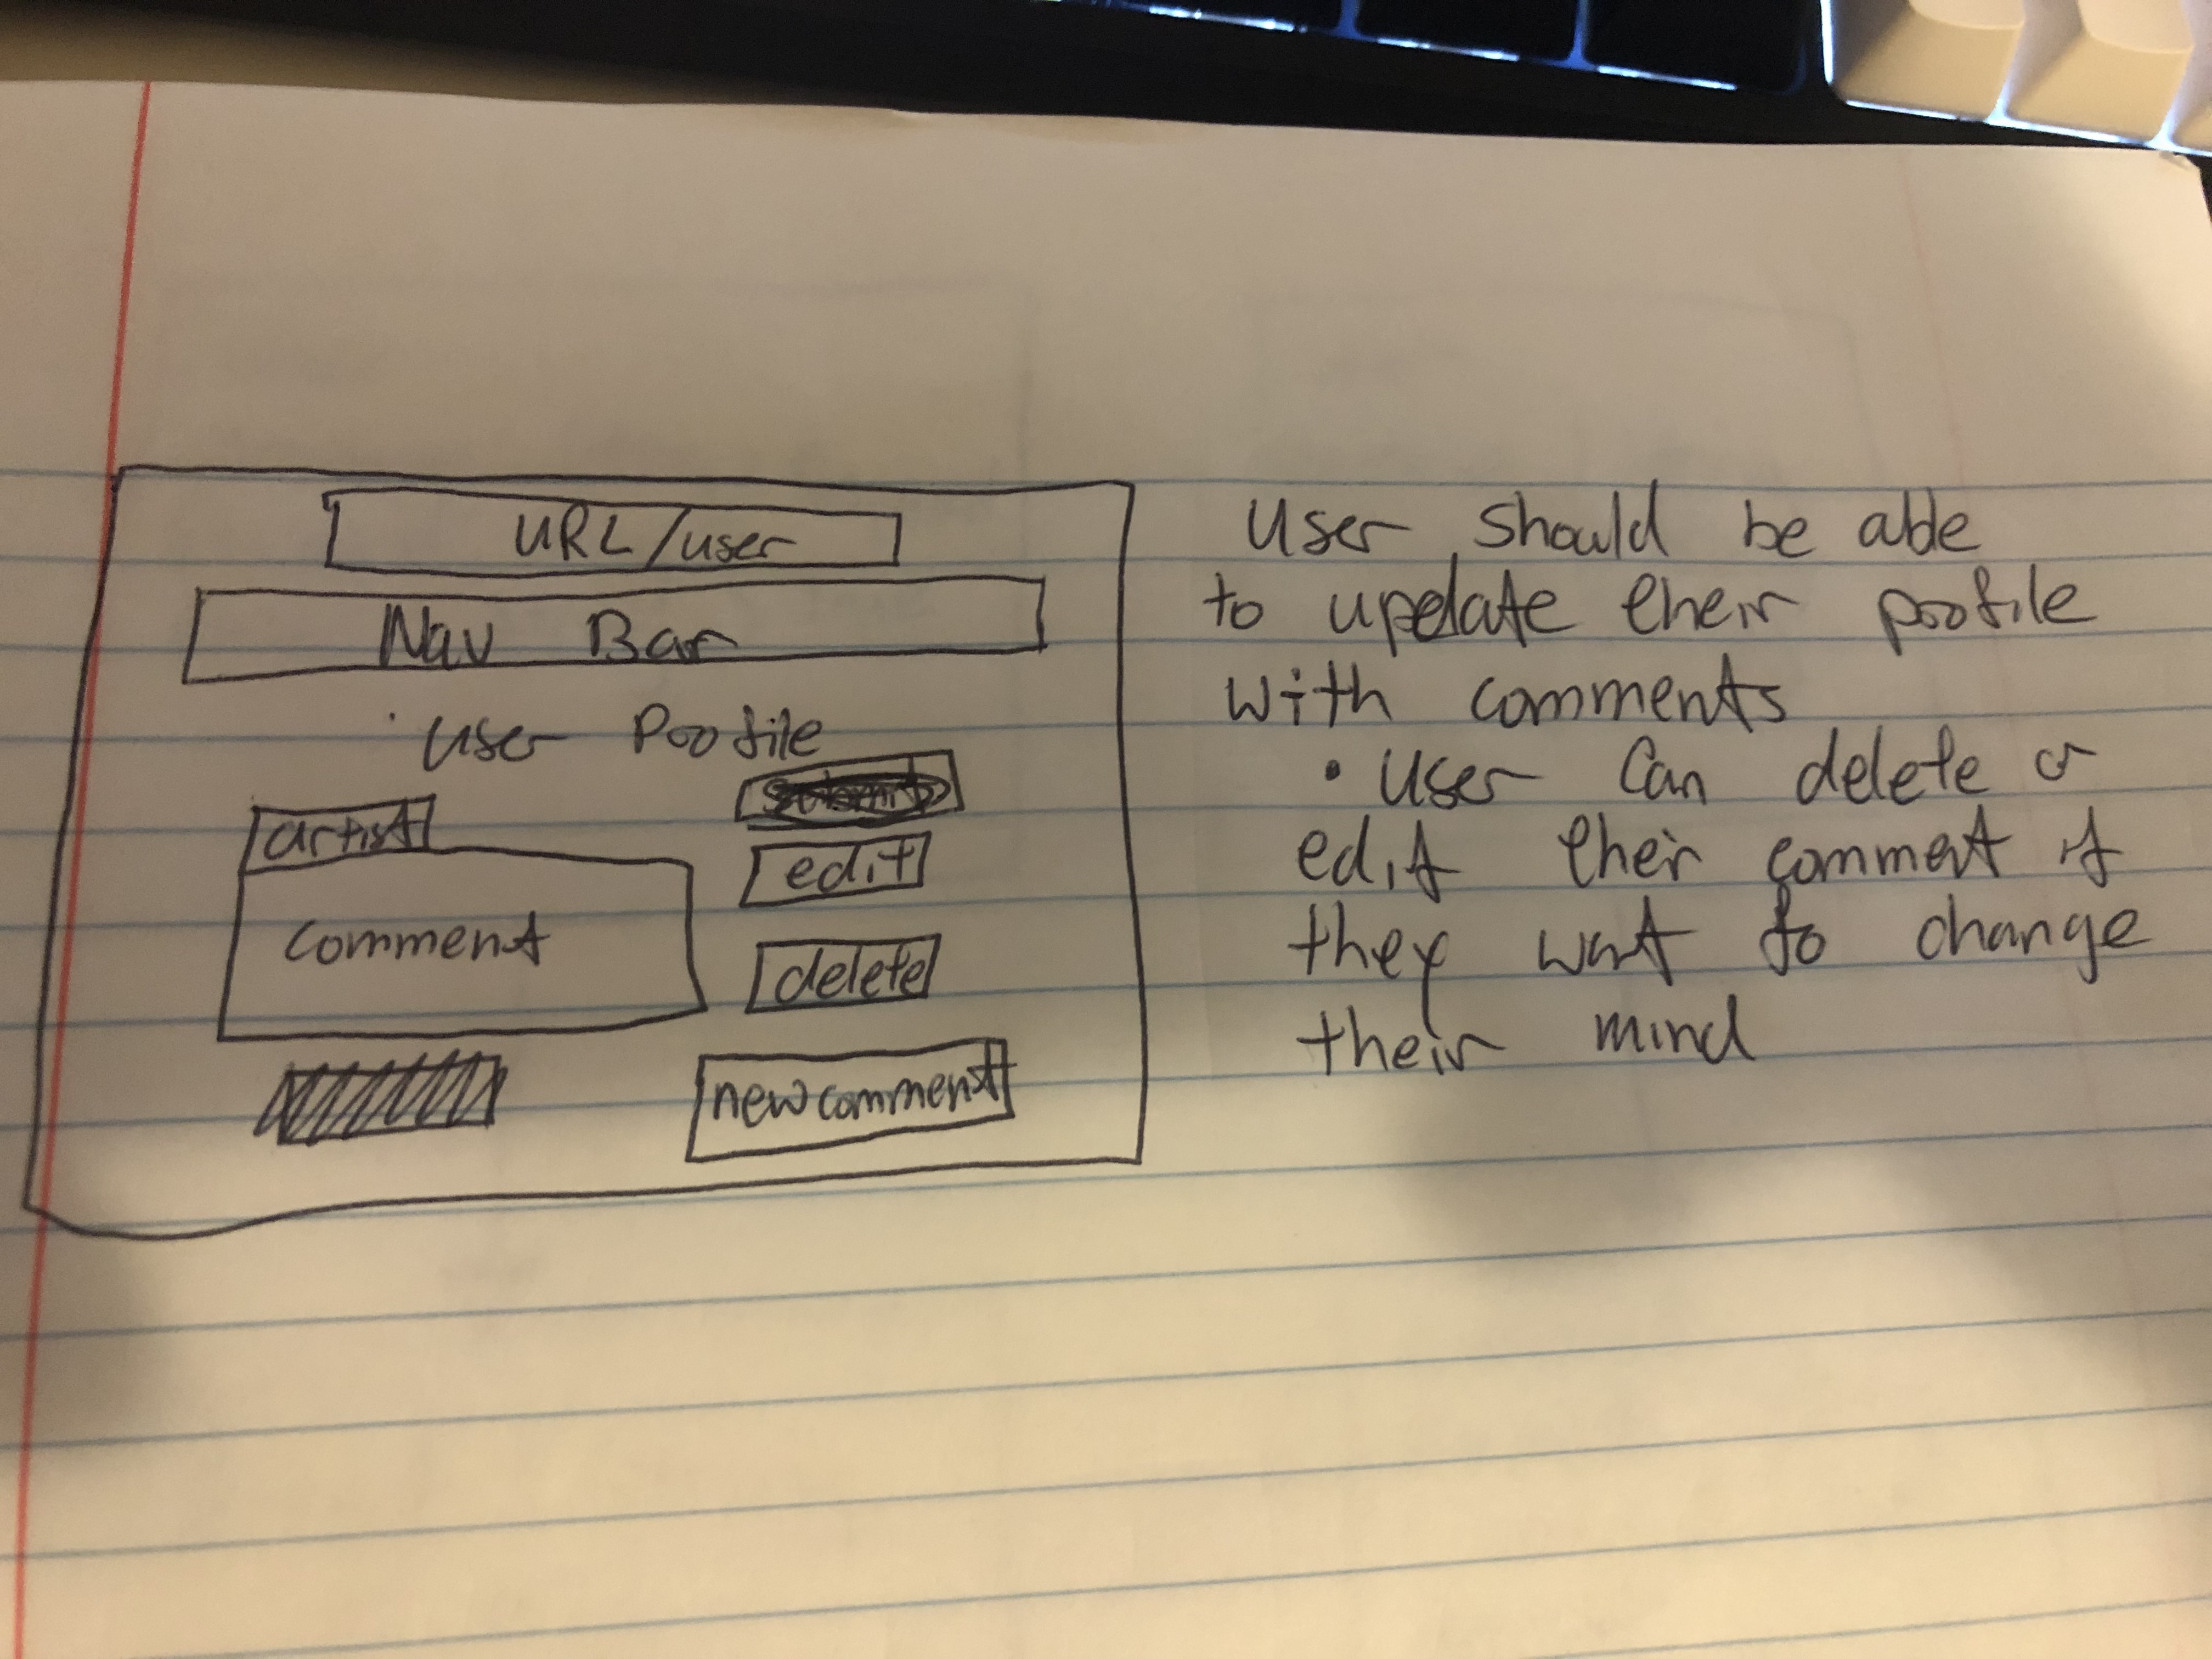 URL/user
Nav Bar
User Profile
artist
edit
comment
delete
new comment
User should be able
to update their profile
with comments
• User can delete or
edit their comment if
they want to change
their mind